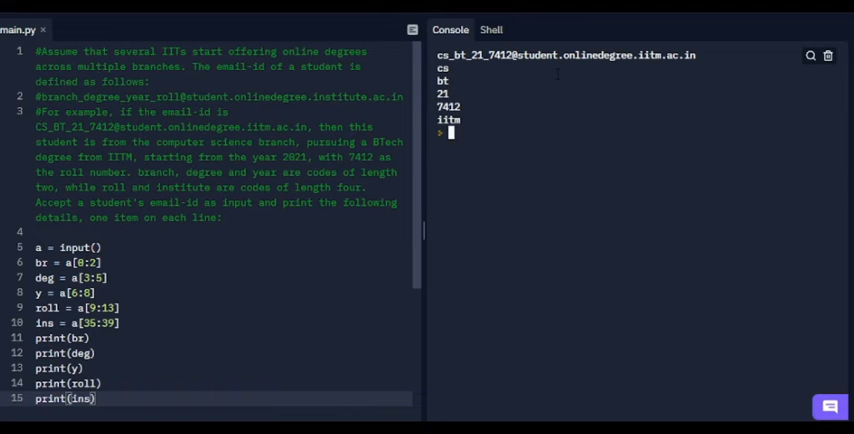 main.py ×
1 #Assume that several IITs start offering online degrees
across multiple branches. The email-id of a student is
defined as follows:
2 #branch_degree_year_roll@student.onlinedegree.institute.ac.in
3 #For example, if the email-id is
CS_BT_21_7412@student.onlinedegree.iitm.ac.in, then this
student is from the computer science branch, pursuing a BTech
degree from IITM, starting from the year 2021, with 7412 as
the roll number. branch, degree and year are codes of length
two, while roll and institute are codes of length four.
Accept a student's email-id as input and print the following
details, one item on each line:
4
5 a = input()
6 br = a[0:2]
7 deg = a[3:5]
8 y = a[6:8]
9 roll = a[9:13]
10 ins = a[35:39]
11 print(br)
12 print(deg)
13 print(y)
14 print(roll)
15 print(ins)
Console Shell
cs_bt_21_7412@student.onlinedegree.iitm.ac.in
cs
bt
21
7412
iitm
>